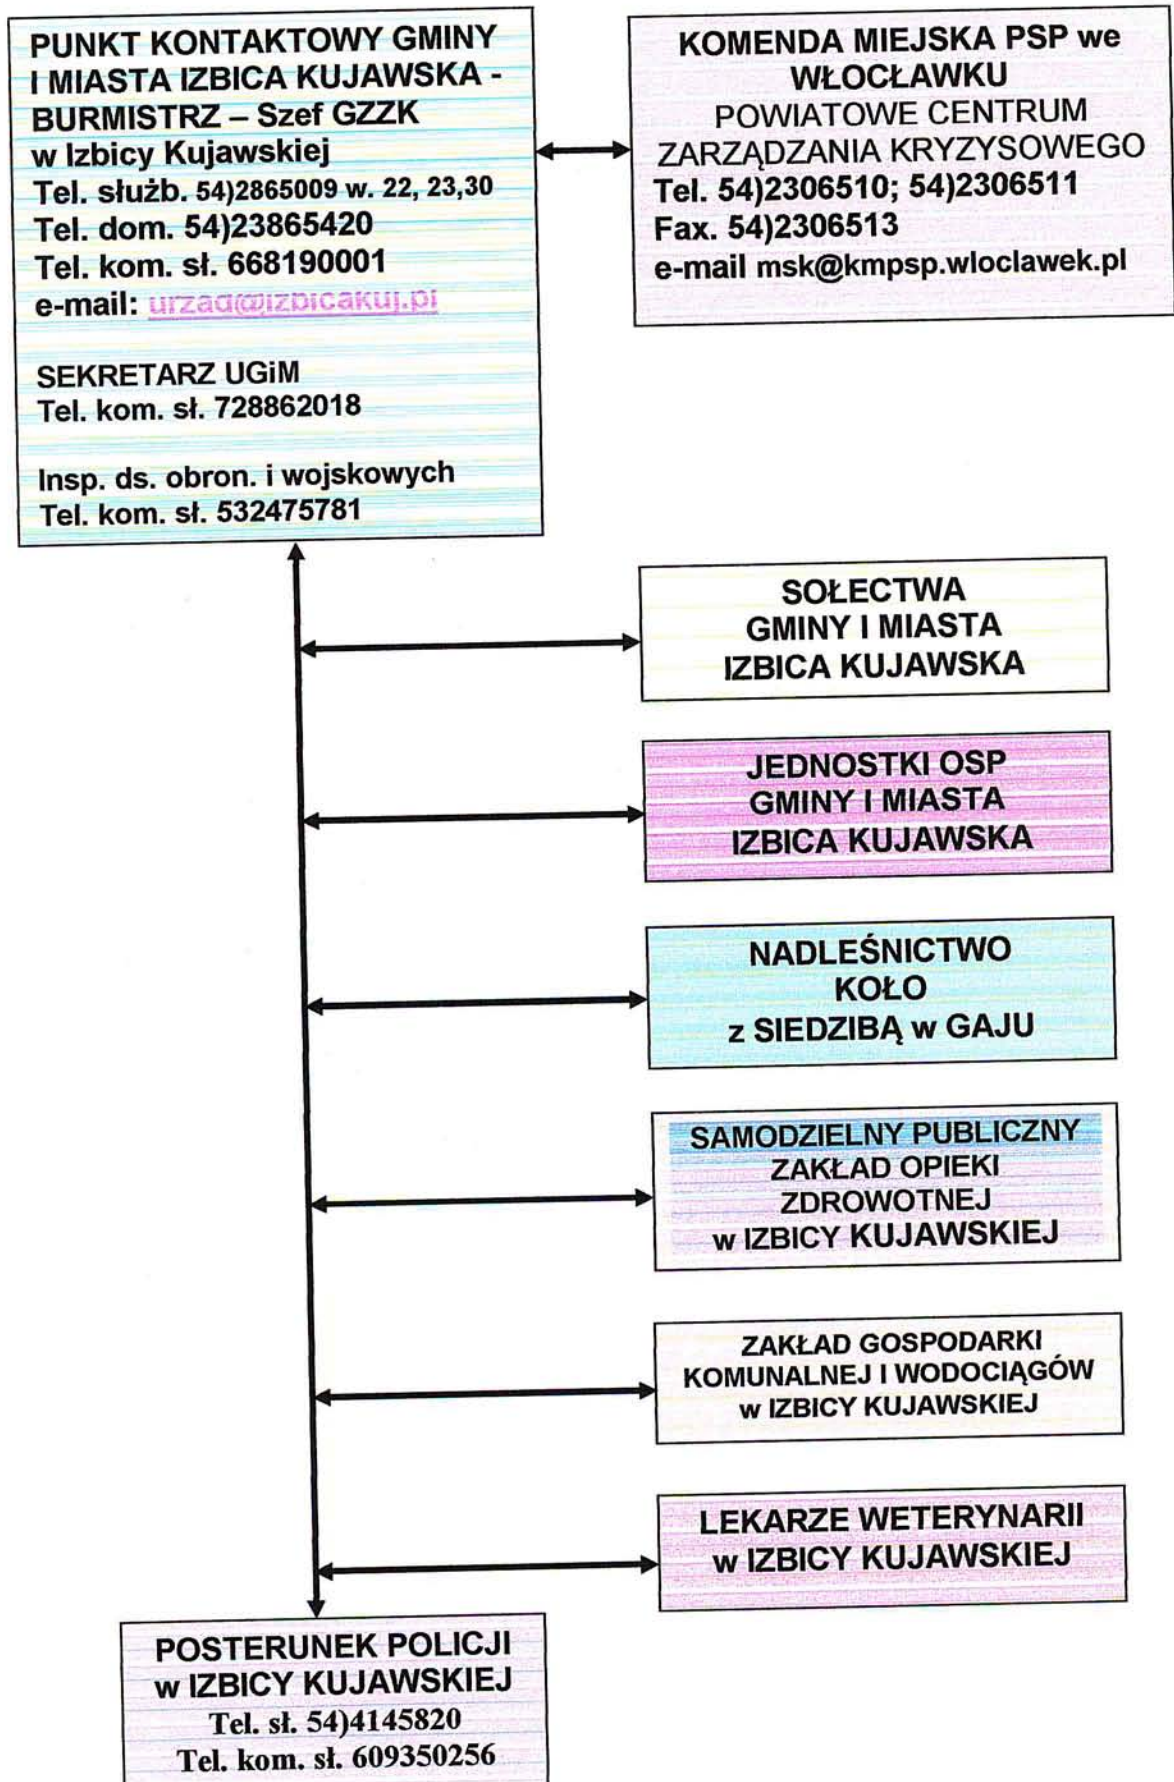 PUNKT KONTAKTOWY GMINY
I MIASTA IZBICA KUJAWSKA -
BURMISTRZ – Szef GZZK
w Izbicy Kujawskiej
Tel. służb. 54)2865009 w. 22, 23,30
Tel. dom. 54)23865420
Tel. kom. sł. 668190001
e-mail: urzad@izbicakuj.pl
SEKRETARZ UGiM
Tel. kom. sł. 728862018
Insp. ds. obron. i wojskowych
Tel. kom. sł. 532475781
KOMENDA MIEJSKA PSP we
WŁOCŁAWKU
POWIATOWE CENTRUM
ZARZĄDZANIA KRYZYSOWEGO
Tel. 54)2306510; 54)2306511
Fax. 54)2306513
e-mail msk@kmpsp.wloclawek.pl
SOŁECTWA
GMINY I MIASTA
IZBICA KUJAWSKA
JEDNOSTKI OSP
GMINY I MIASTA
IZBICA KUJAWSKA
NADLEŚNICTWO
KOŁO
z SIEDZIBĄ w GAJU
SAMODZIELNY PUBLICZNY
ZAKŁAD OPIEKI
ZDROWOTNEJ
w IZBICY KUJAWSKIEJ
ZAKŁAD GOSPODARKI
KOMUNALNEJ I WODOCIĄGÓW
w IZBICY KUJAWSKIEJ
LEKARZE WETERYNARII
w IZBICY KUJAWSKIEJ
POSTERUNEK POLICJI
w IZBICY KUJAWSKIEJ
Tel. sł. 54)4145820
Tel. kom. sł. 609350256